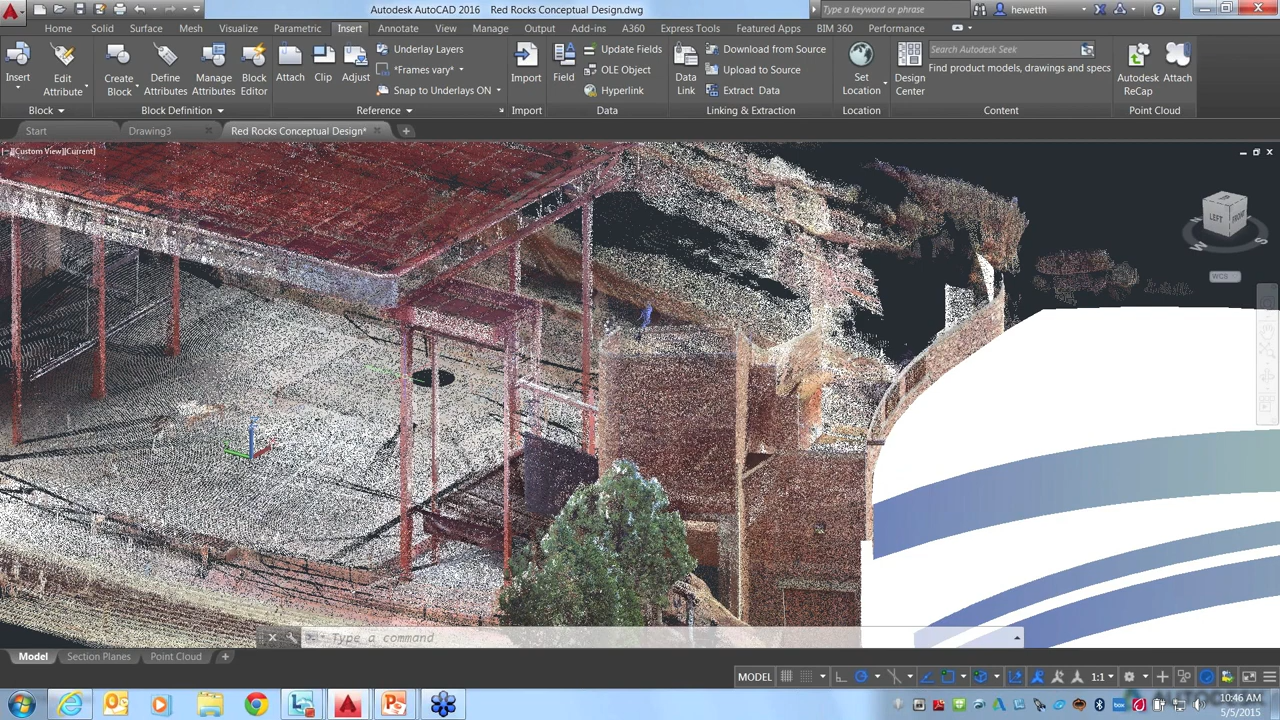 Autodesk AutoCAD 2016 Red Rocks Conceptual Design.dwg
Type a keyword or phrase
hewetth
Home Solid Surface Mesh Visualize Parametric Insert Annotate View Manage Output Add-ins A360 Express Tools Featured Apps BIM 360 Performance
Insert
Edit
Attribute
Create
Block
Define
Attributes
Manage
Attributes
Block
Editor
Attach
Clip
Adjust
Underlay Layers
*Frames vary*
Snap to Underlays ON
Import
Field
Update Fields
OLE Object
Hyperlink
Data
Link
Download from Source
Upload to Source
Extract Data
Set
Location
Design
Center
Search Autodesk Seek
Find product models, drawings and specs
Autodesk
ReCap
Attach
Block Block Definition Reference Import Data Linking & Extraction Location Content Point Cloud
Start Drawing3 Red Rocks Conceptual Design*
[−][Custom View][Current]
LEFT
FRONT
W
S
WCS
Type a command
Model Section Planes Point Cloud
MODEL
1:1
10:46 AM
5/5/2015